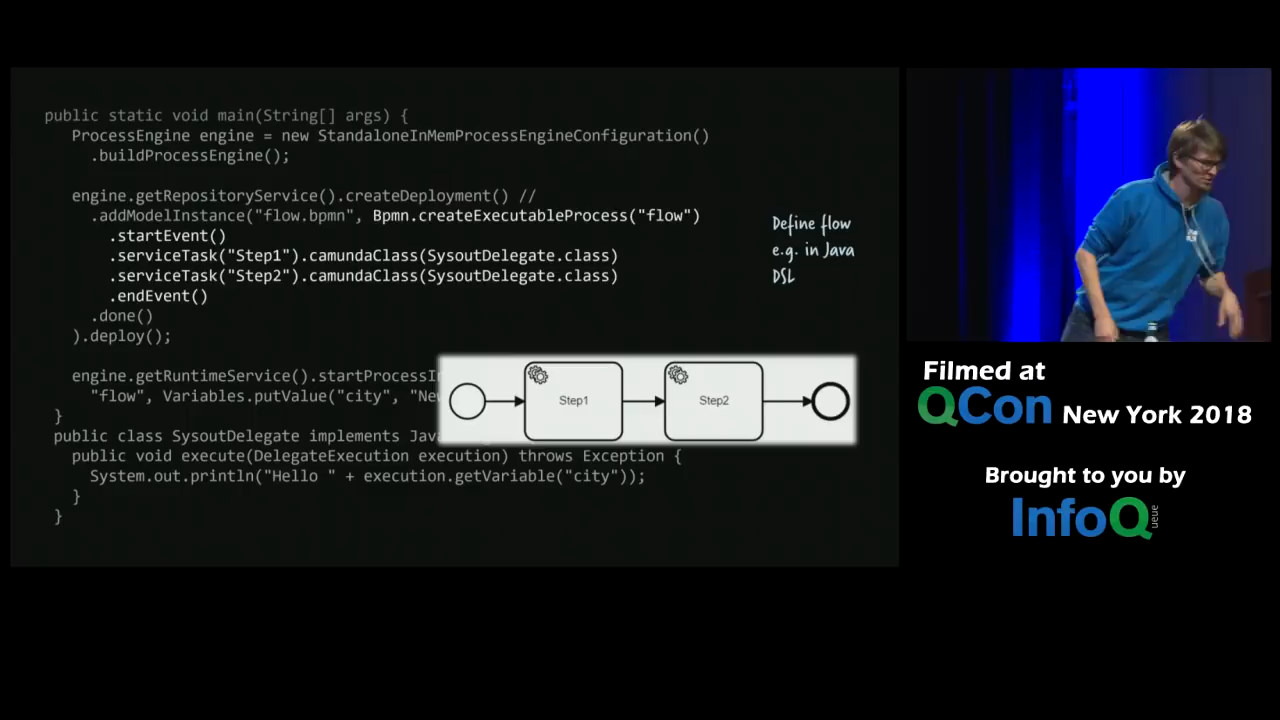 public static void main(String[] args) {
ProcessEngine engine = new StandaloneInMemProcessEngineConfiguration()
.buildProcessEngine();
engine.getRepositoryService().createDeployment() //
.addModelInstance("flow.bpmn", Bpmn.createExecutableProcess("flow")
.startEvent()
.serviceTask("Step1").camundaClass(SysoutDelegate.class)
.serviceTask("Step2").camundaClass(SysoutDelegate.class)
.endEvent()
.done()
).deploy();
engine.getRuntimeService().startProcessIn
"flow", Variables.putValue("city", "Ne
}
public class SysoutDelegate implements Jav
public void execute(DelegateExecution execution) throws Exception {
System.out.println("Hello " + execution.getVariable("city"));
}
}
Define flow
e.g. in Java
DSL
Step1
Step2
Filmed at
QCon New York 2018
Brought to you by
InfoQ
ueue